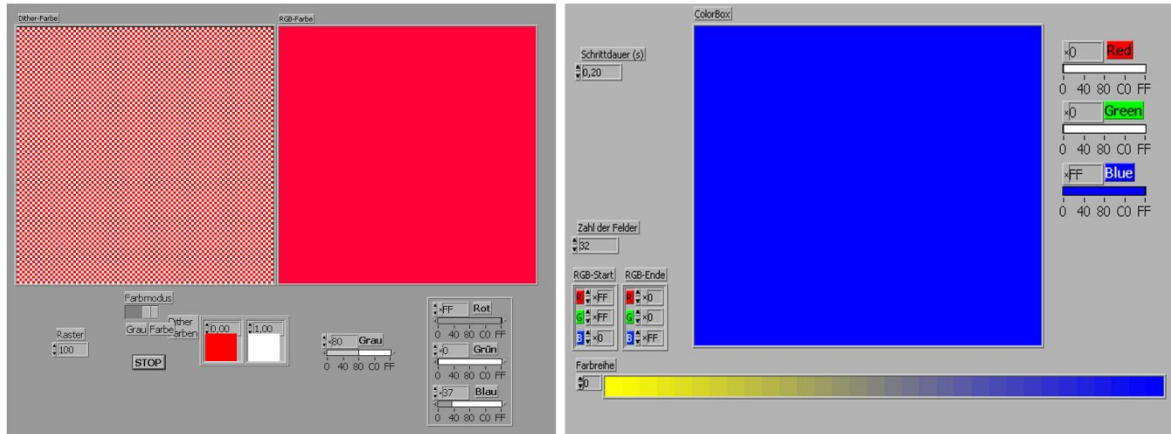 Dither-Farbe
RGB-Farbe
Farbmodus
Grau Farbe
Dither
Farben
0,00
1,00
Raster
100
STOP
×80 Grau
0 40 80 C0 FF
×FF Rot
0 40 80 C0 FF
×0 Grün
0 40 80 C0 FF
×37 Blau
0 40 80 C0 FF
ColorBox
Schrittdauer (s)
0,20
×0 Red
0 40 80 C0 FF
×0 Green
0 40 80 C0 FF
×FF Blue
0 40 80 C0 FF
Zahl der Felder
32
RGB-Start RGB-Ende
R ×FF R ×0
G ×FF G ×0
B ×0 B ×FF
Farbreihe
0